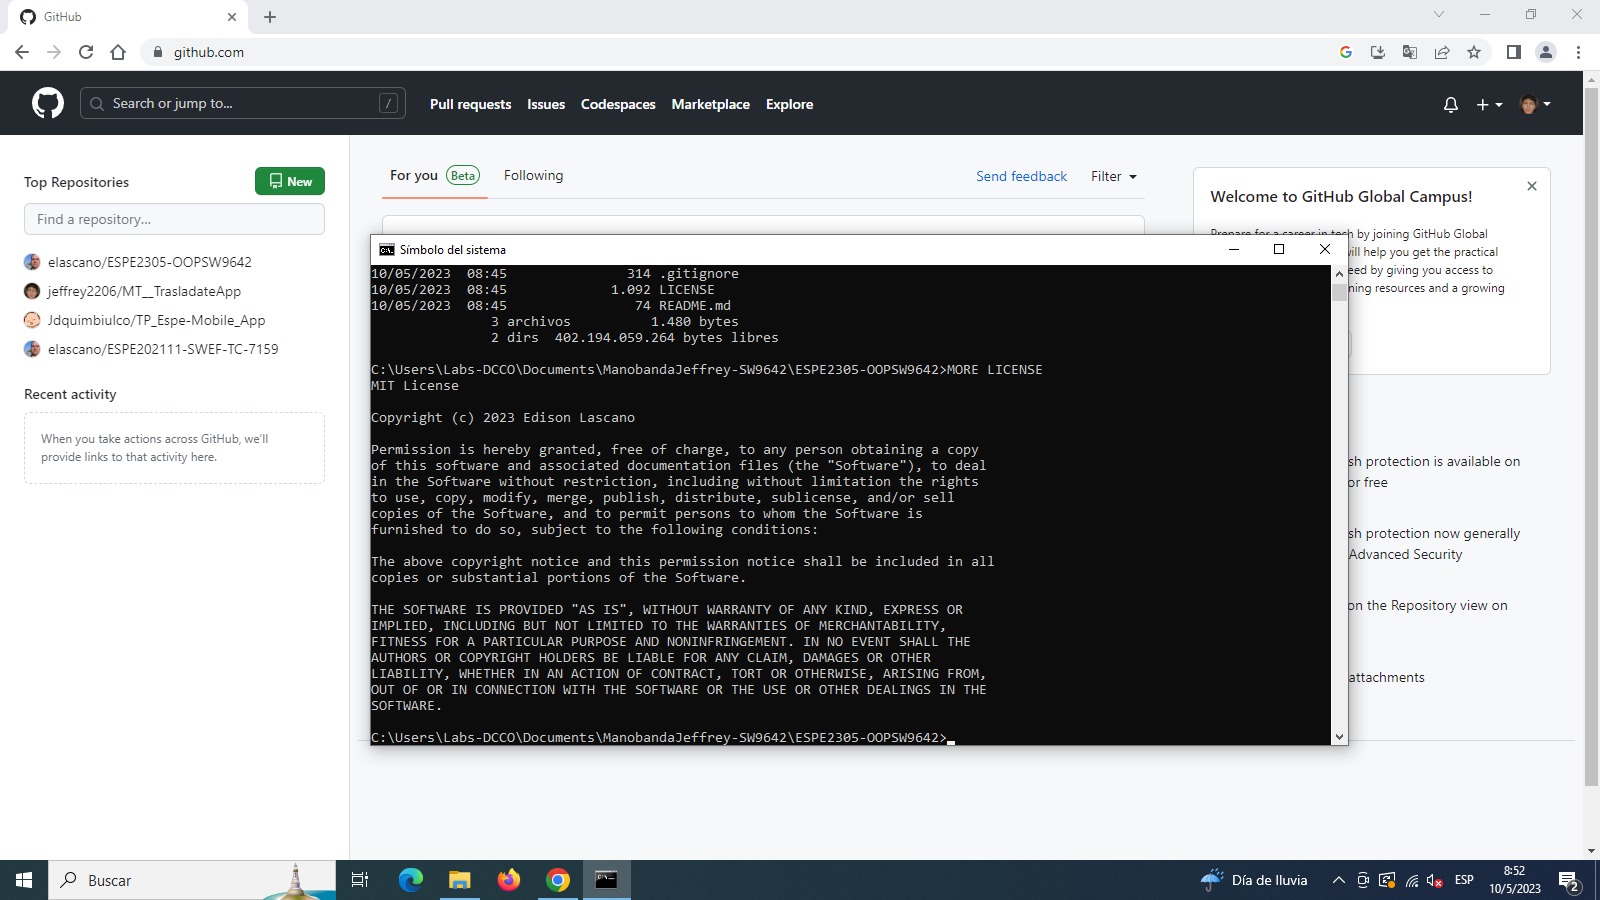 GitHub
github.com
Search or jump to...
/
Pull requests
Issues
Codespaces
Marketplace
Explore
Top Repositories
New
Find a repository...
elascano/ESPE2305-OOPSW9642
jeffrey2206/MT__TrasladateApp
Jdquimbiulco/TP_Espe-Mobile_App
elascano/ESPE202111-SWEF-TC-7159
Recent activity
When you take actions across GitHub, we'll
provide links to that activity here.
For you Beta
Following
Send feedback
Filter
Welcome to GitHub Global Campus!
Prepare for a career in tech by joining GitHub Global
will help you get the practical
eed by giving you access to
ning resources and a growing
sh protection is available on
or free
sh protection now generally
Advanced Security
on the Repository view on
attachments
Símbolo del sistema
10/05/2023  08:45               314 .gitignore
10/05/2023  08:45             1.092 LICENSE
10/05/2023  08:45                74 README.md
3 archivos          1.480 bytes
2 dirs  402.194.059.264 bytes libres
C:\Users\Labs-DCCO\Documents\ManobandaJeffrey-SW9642\ESPE2305-OOPSW9642>MORE LICENSE
MIT License
Copyright (c) 2023 Edison Lascano
Permission is hereby granted, free of charge, to any person obtaining a copy
of this software and associated documentation files (the "Software"), to deal
in the Software without restriction, including without limitation the rights
to use, copy, modify, merge, publish, distribute, sublicense, and/or sell
copies of the Software, and to permit persons to whom the Software is
furnished to do so, subject to the following conditions:
The above copyright notice and this permission notice shall be included in all
copies or substantial portions of the Software.
THE SOFTWARE IS PROVIDED "AS IS", WITHOUT WARRANTY OF ANY KIND, EXPRESS OR
IMPLIED, INCLUDING BUT NOT LIMITED TO THE WARRANTIES OF MERCHANTABILITY,
FITNESS FOR A PARTICULAR PURPOSE AND NONINFRINGEMENT. IN NO EVENT SHALL THE
AUTHORS OR COPYRIGHT HOLDERS BE LIABLE FOR ANY CLAIM, DAMAGES OR OTHER
LIABILITY, WHETHER IN AN ACTION OF CONTRACT, TORT OR OTHERWISE, ARISING FROM,
OUT OF OR IN CONNECTION WITH THE SOFTWARE OR THE USE OR OTHER DEALINGS IN THE
SOFTWARE.
C:\Users\Labs-DCCO\Documents\ManobandaJeffrey-SW9642\ESPE2305-OOPSW9642>
Buscar
Día de lluvia
ESP
8:52
10/5/2023
2